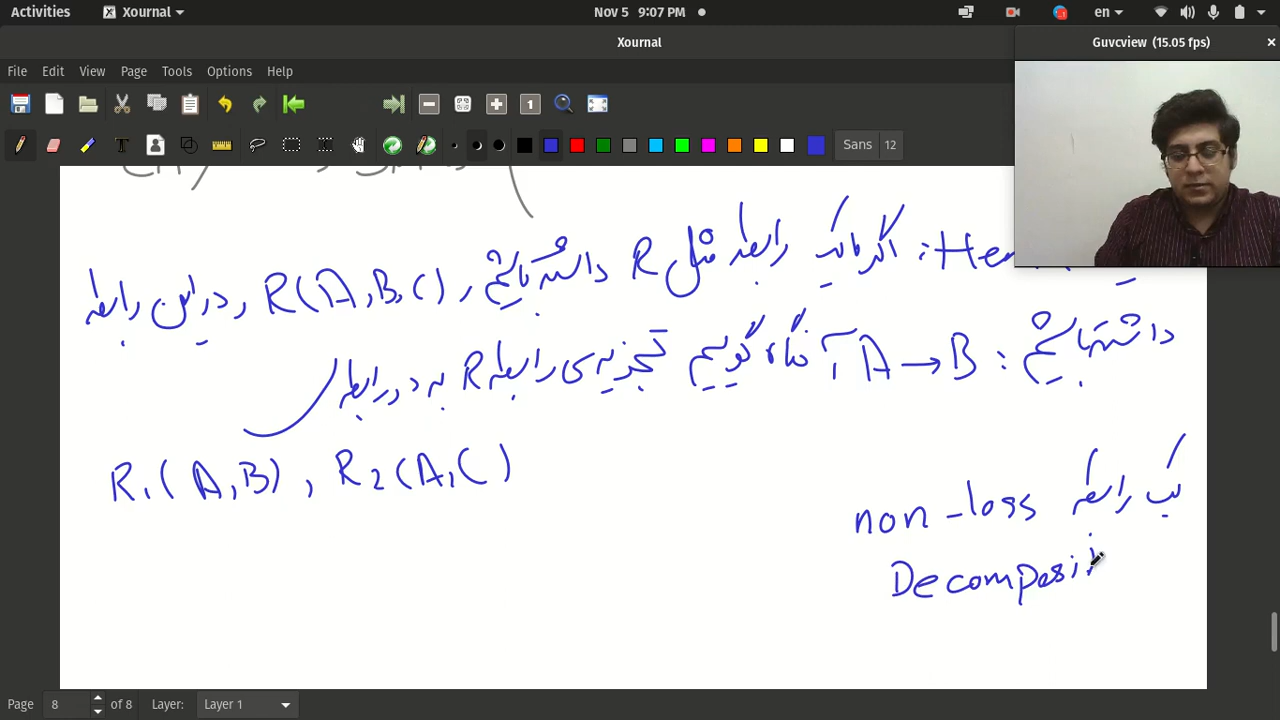 Activities Xournal Nov 5 9:07 PM en
Xournal
Guvcview (15.05 fps)
File Edit View Page Tools Options Help
Sans 12
: اگر مایک رابطه مثل R داشته باشیم , R(A,B,C) , در این رابطه
داشته باشیم : A → B آنگاه گوییم تجزیه‌ی رابطه R به دو رابطه
R1(A,B) , R2(A,C)
یک رابطه non-loss
Decomposi
Page 8 of 8 Layer: Layer 1